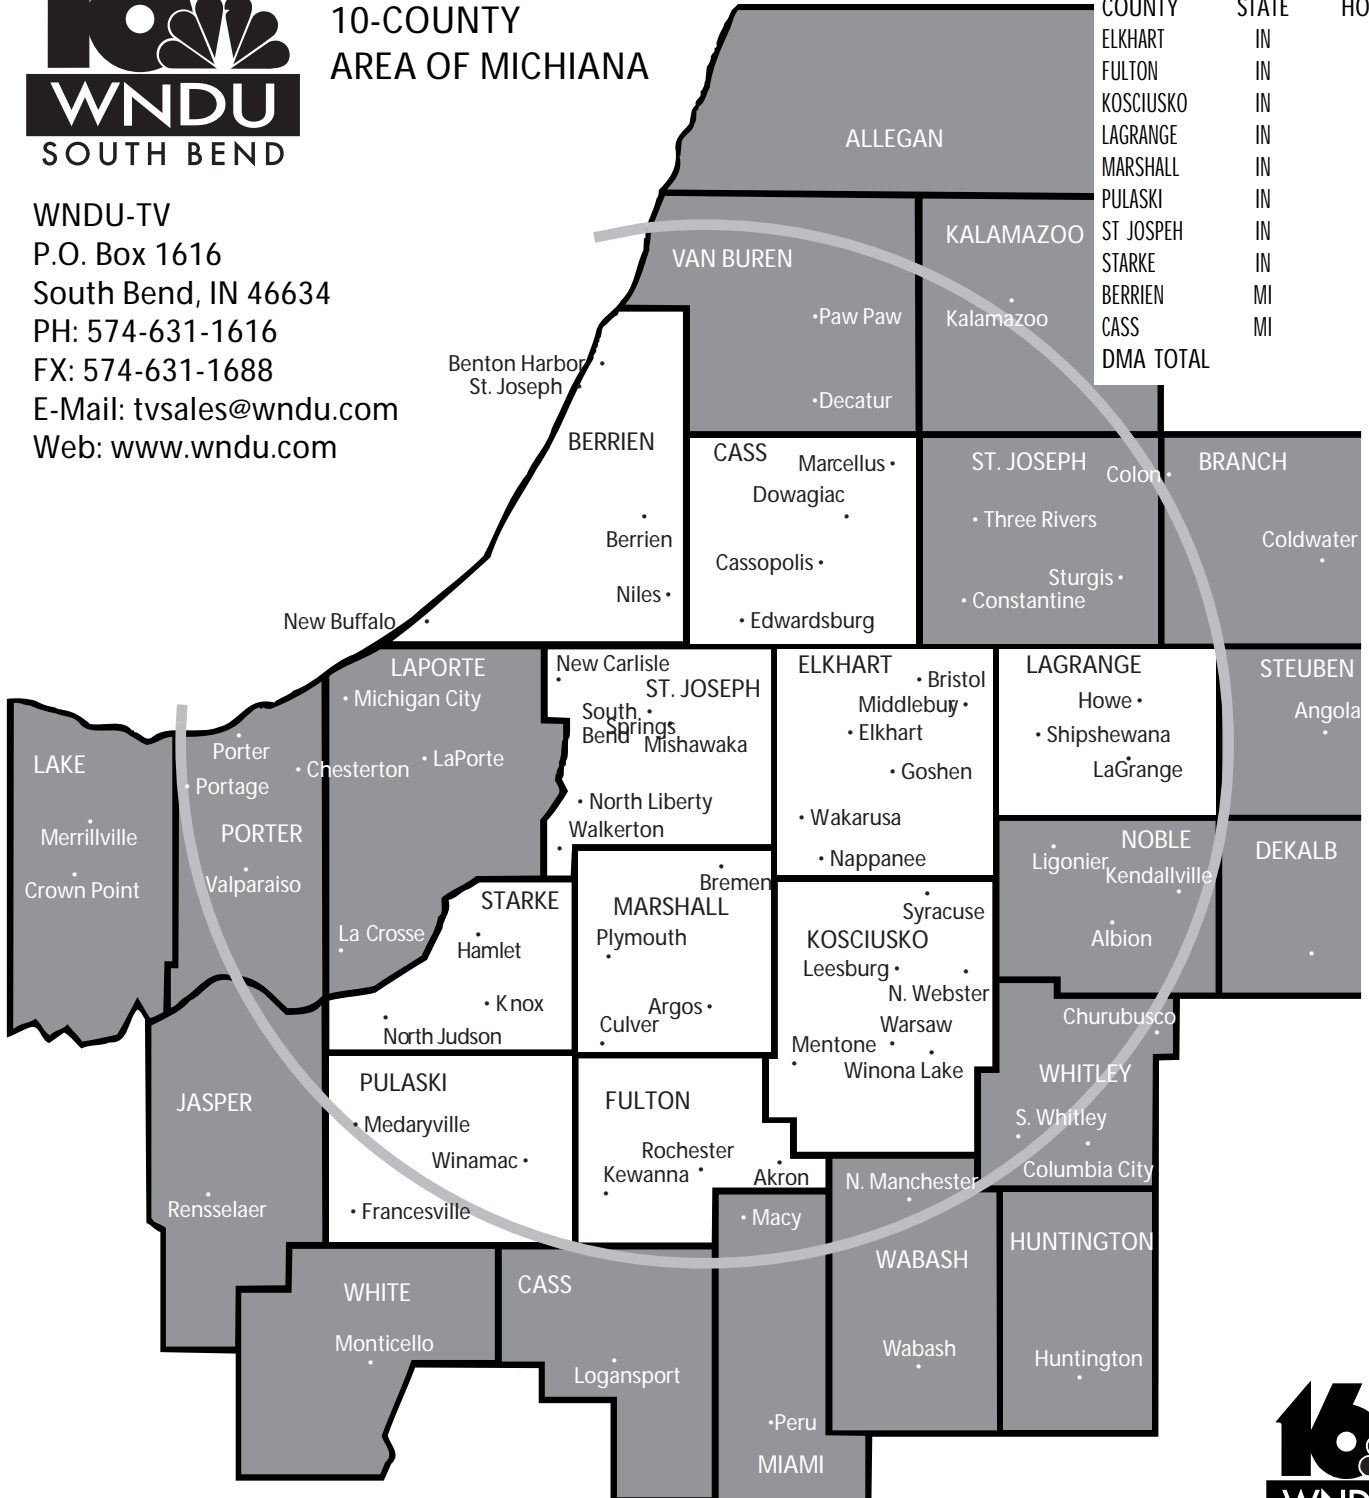 WNDU
SOUTH BEND
10-COUNTY
AREA OF MICHIANA
WNDU-TV
P.O. Box 1616
South Bend, IN 46634
PH: 574-631-1616
FX: 574-631-1688
E-Mail: tvsales@wndu.com
Web: www.wndu.com
COUNTY STATE HO
ELKHART IN
FULTON IN
KOSCIUSKO IN
LAGRANGE IN
MARSHALL IN
PULASKI IN
ST JOSPEH IN
STARKE IN
BERRIEN MI
CASS MI
DMA TOTAL
ALLEGAN
VAN BUREN
Paw Paw
Decatur
KALAMAZOO
Kalamazoo
Benton Harbor
St. Joseph
BERRIEN
Berrien
Niles
New Buffalo
CASS
Marcellus
Dowagiac
Cassopolis
Edwardsburg
ST. JOSEPH
Colon
Three Rivers
Sturgis
Constantine
BRANCH
Coldwater
LAKE
Merrillville
Crown Point
Porter
Portage
Chesterton
PORTER
Valparaiso
LAPORTE
Michigan City
LaPorte
La Crosse
New Carlisle
ST. JOSEPH
South
Bend
Springs
Mishawaka
North Liberty
Walkerton
ELKHART
Bristol
Middlebury
Elkhart
Goshen
Wakarusa
Nappanee
LAGRANGE
Howe
Shipshewana
LaGrange
STEUBEN
Angola
STARKE
Hamlet
Knox
North Judson
Bremen
MARSHALL
Plymouth
Argos
Culver
Syracuse
KOSCIUSKO
Leesburg
N. Webster
Warsaw
Mentone
Winona Lake
NOBLE
Ligonier
Kendallville
Albion
DEKALB
Churubusco
WHITLEY
S. Whitley
Columbia City
JASPER
Rensselaer
PULASKI
Medaryville
Winamac
Francesville
FULTON
Rochester
Kewanna
Akron
N. Manchester
WABASH
Wabash
HUNTINGTON
Huntington
WHITE
Monticello
CASS
Logansport
Macy
Peru
MIAMI
16